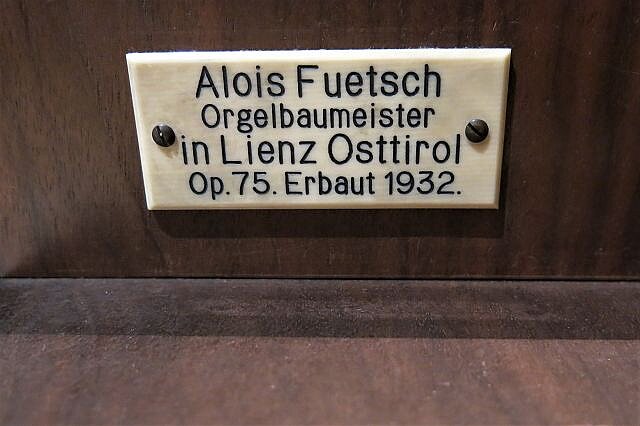 Alois Fuetsch
Orgelbaumeister
in Lienz Osttirol
Op. 75. Erbaut 1932.